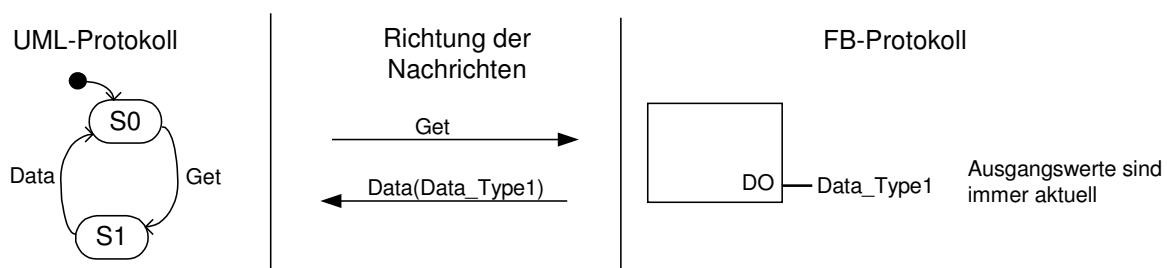 UML-Protokoll
S0
Data
Get
S1
Richtung der
Nachrichten
Get
Data(Data_Type1)
FB-Protokoll
DO
Data_Type1
Ausgangswerte sind
immer aktuell